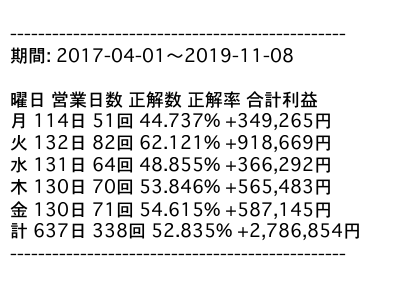 ------------------------------------------------
期間: 2017-04-01〜2019-11-08
曜日 営業日数 正解数 正解率 合計利益
月 114日 51回 44.737% +349,265円
火 132日 82回 62.121% +918,669円
水 131日 64回 48.855% +366,292円
木 130日 70回 53.846% +565,483円
金 130日 71回 54.615% +587,145円
計 637日 338回 52.835% +2,786,854円
------------------------------------------------